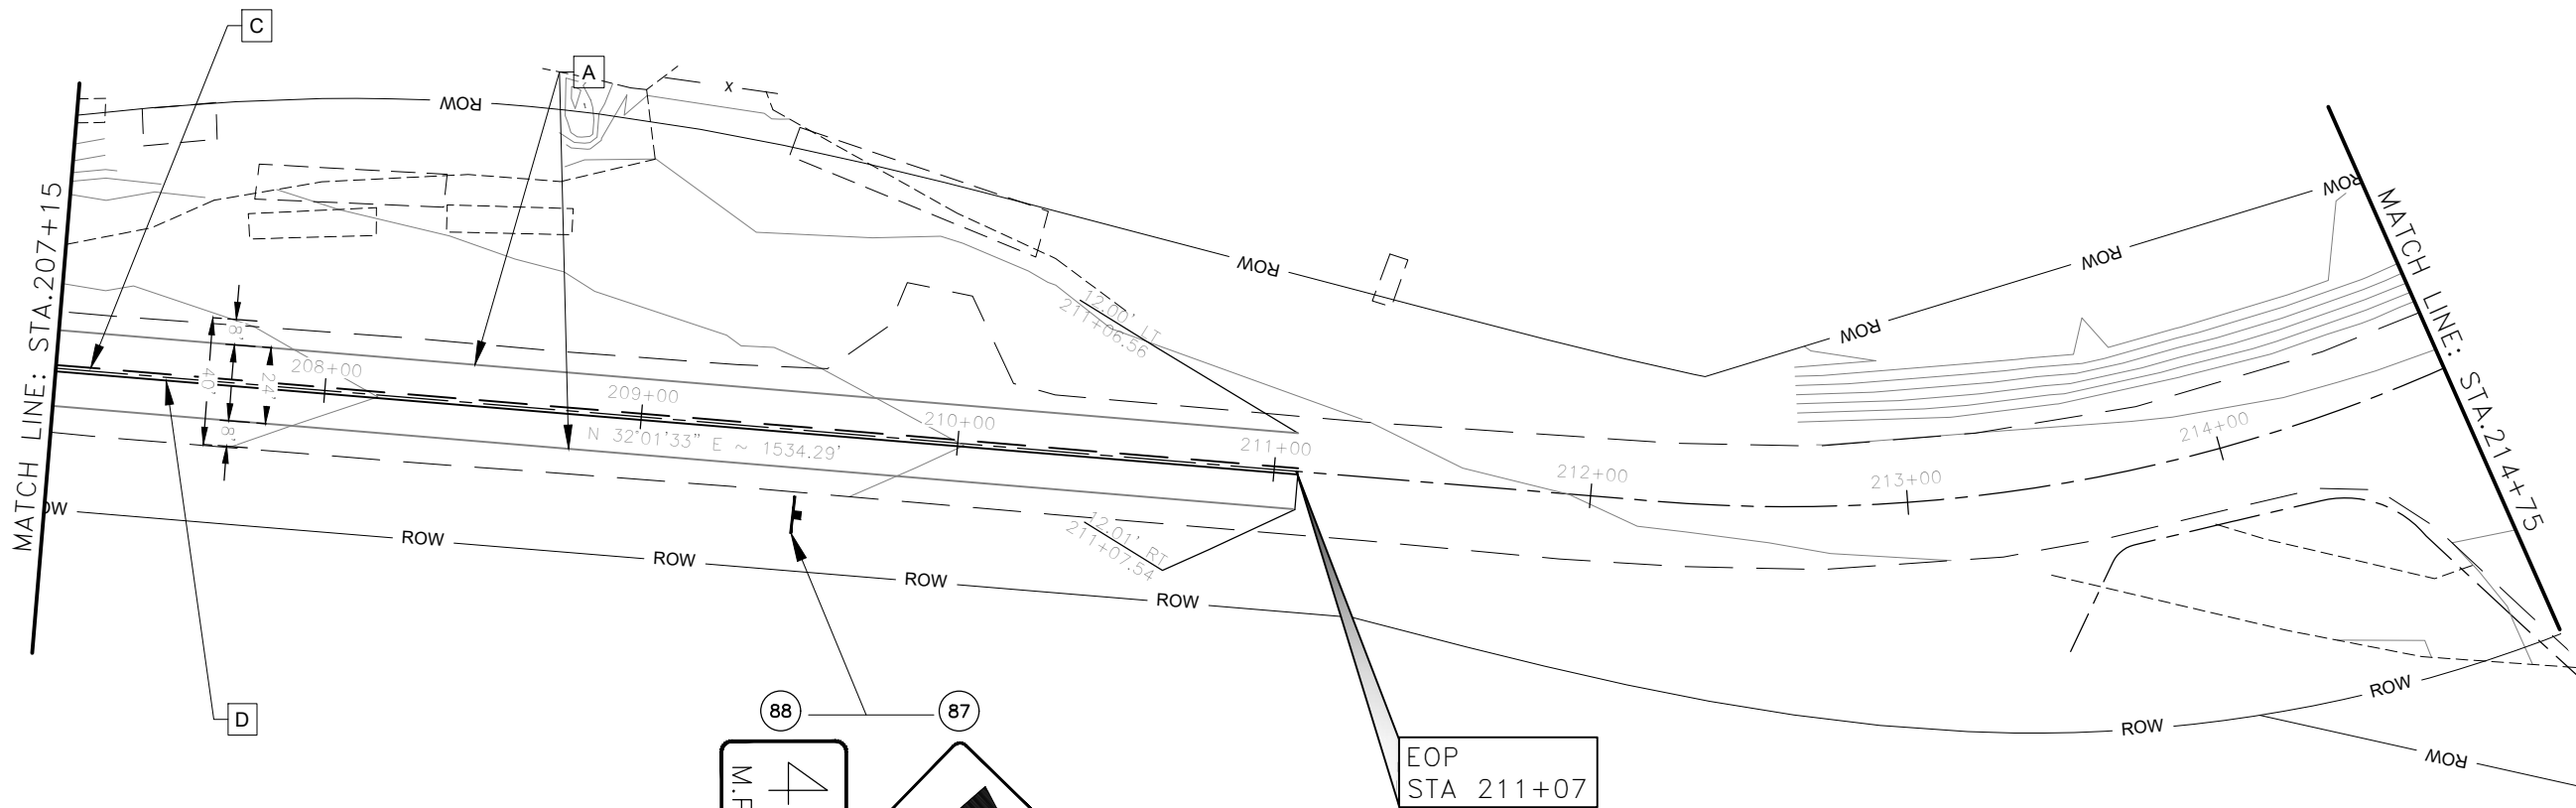 C
A
x
ROW
ROW
MATCH LINE: STA.207+15
MATCH LINE: STA.214+75
ROW
ROW
ROW
12.00' LT
211+06.56
8'
40'
24'
8'
208+00
209+00
210+00
211+00
212+00
213+00
214+00
N 32°01'33" E ~ 1534.29'
12.01' RT
211+07.54
ROW
ROW
ROW
ROW
ROW
ROW
ROW
D
88
87
EOP
STA 211+07